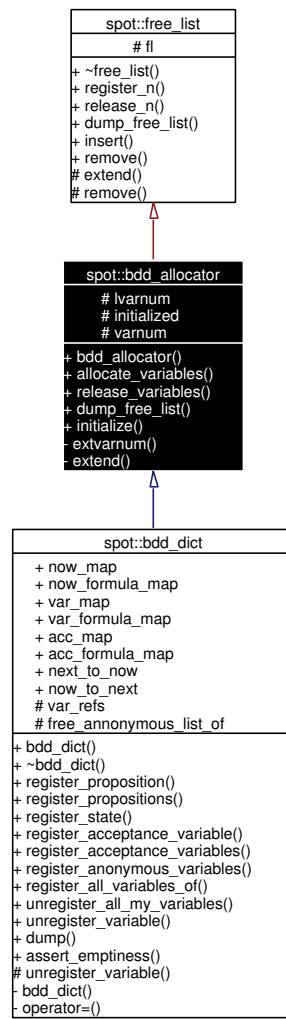 spot::free_list
# fl
+ ~free_list()
+ register_n()
+ release_n()
+ dump_free_list()
+ insert()
+ remove()
# extend()
# remove()
spot::bdd_allocator
# lvarnum
# initialized
# varnum
+ bdd_allocator()
+ allocate_variables()
+ release_variables()
+ dump_free_list()
+ initialize()
- extvarnum()
- extend()
spot::bdd_dict
+ now_map
+ now_formula_map
+ var_map
+ var_formula_map
+ acc_map
+ acc_formula_map
+ next_to_now
+ now_to_next
# var_refs
# free_annonymous_list_of
+ bdd_dict()
+ ~bdd_dict()
+ register_proposition()
+ register_propositions()
+ register_state()
+ register_acceptance_variable()
+ register_acceptance_variables()
+ register_anonymous_variables()
+ register_all_variables_of()
+ unregister_all_my_variables()
+ unregister_variable()
+ dump()
+ assert_emptiness()
# unregister_variable()
- bdd_dict()
- operator=()